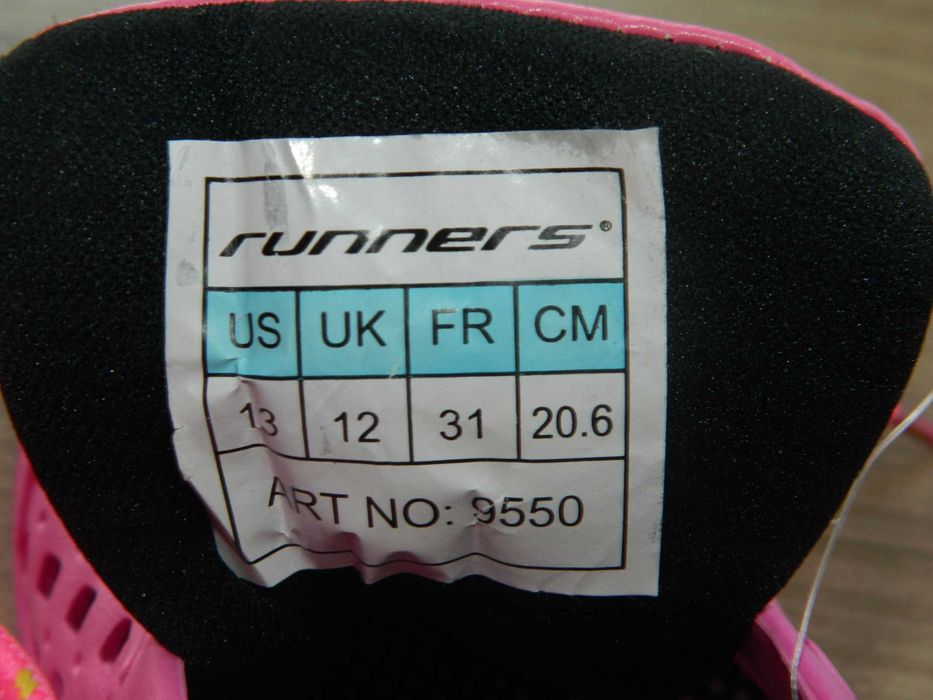 runners®
US UK FR CM
13 12 31 20.6
ART NO: 9550